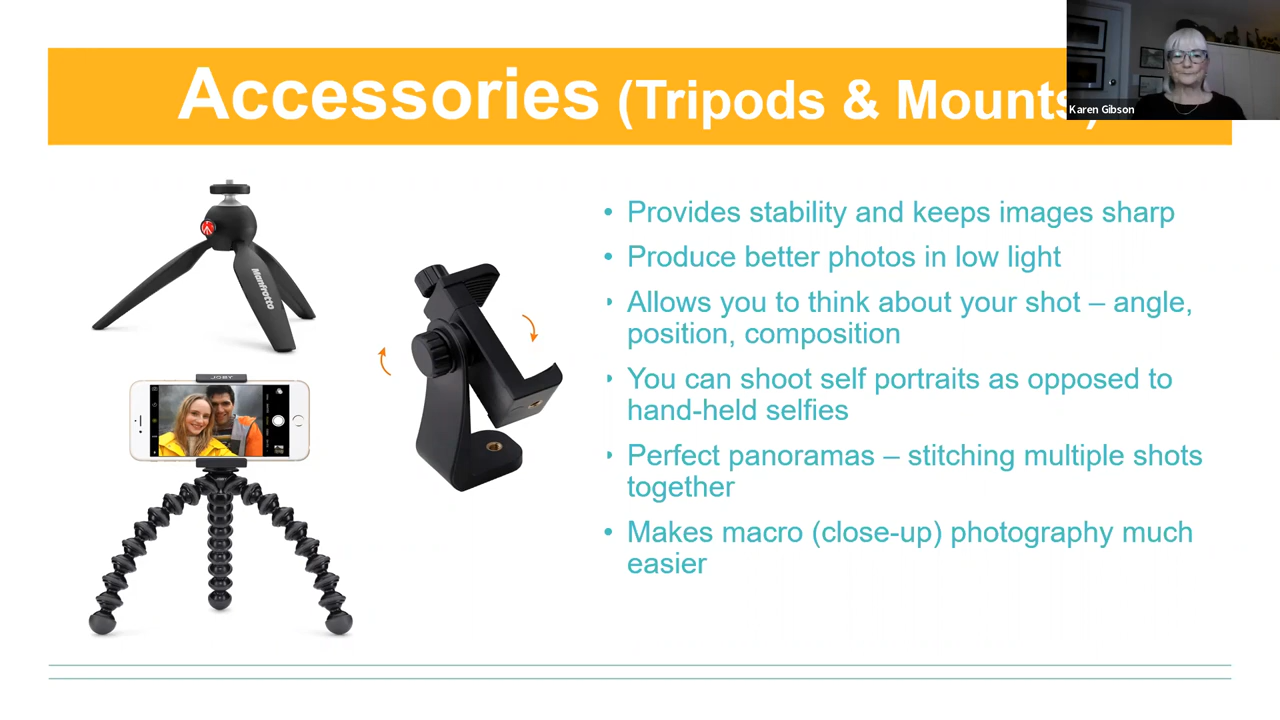 Accessories (Tripods & Mounts)
Karen Gibson
Manfrotto
JOBY
• Provides stability and keeps images sharp
• Produce better photos in low light
• Allows you to think about your shot – angle,
position, composition
• You can shoot self portraits as opposed to
hand-held selfies
• Perfect panoramas – stitching multiple shots
together
• Makes macro (close-up) photography much
easier